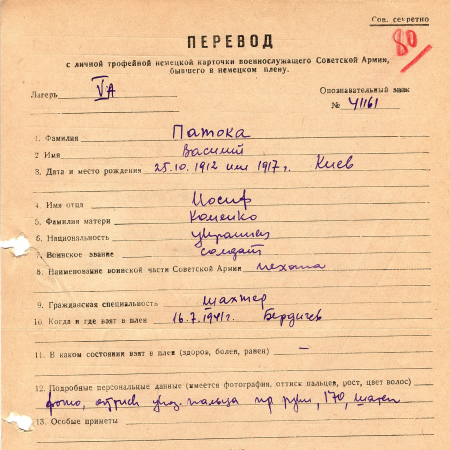 Сов. секретно
80
ПЕРЕВОД
с личной трофейной немецкой карточки военнослужащего Советской Армии,
бывшего в немецком плену.
Лагерь VA
Опознавательный знак
№ 41161
1. Фамилия Патока
2 Имя Василий
3. Дата и место рождения 25.10.1912 или 1917 г. Киев
4. Имя отца Иосиф
5. Фамилия матери Коменко
6. Национальность украинец
7. Воинское звание солдат
8. Наименование воинской части Советской Армии пехота
9. Гражданская специальность шахтер
10. Когда и где взят в плен 16.7.1941г. Бердичев
11. В каком состоянии взят в плен (здоров, болен, ранен) —
12. Подробные персональные данные (имеется фотография, оттиск пальцев, рост, цвет волос)
фото, оттиск указ. пальца пр руки, 170, шатен
13. Особые приметы